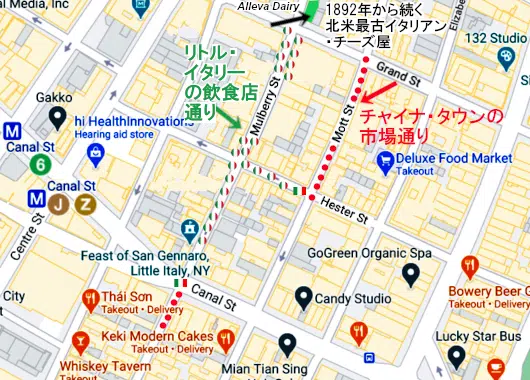 al Media, Inc.
Alleva Dairy
1892年から続く
北米最古イタリアン
・チーズ屋
Elizabe
132 Studio
リトル・
イタリー
の飲食店
通り
Grand St
Gakko
Mulberry St
Mott St
チャイナ・タウンの
市場通り
hi HealthInnovations
Hearing aid store
M
Canal St
6
Deluxe Food Market
Takeout
M
Canal St
J Z
Centre St
Hester St
Feast of San Gennaro,
Little Italy, NY
GoGreen Organic Spa
City
Thái Sơn
Takeout • Delivery
Canal St
Candy Studio
Bowery Beer G
Takeout • Delivery
Keki Modern Cakes
Takeout • Delivery
Lucky Star Bus
Whiskey Tavern
Takeout
Mian Tian Sing